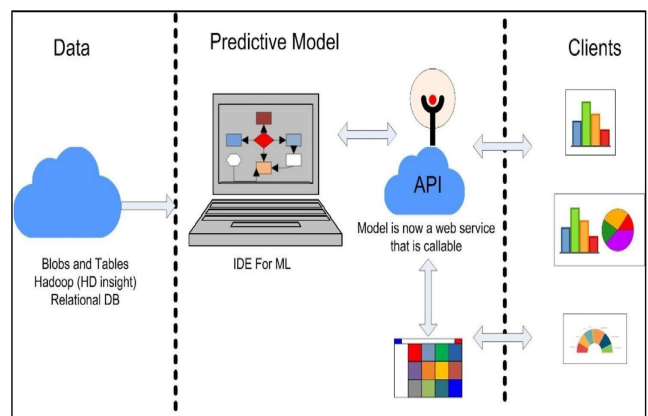 Data
Predictive Model
Clients
API
Model is now a web service
that is callable
IDE For ML
Blobs and Tables
Hadoop (HD insight)
Relational DB